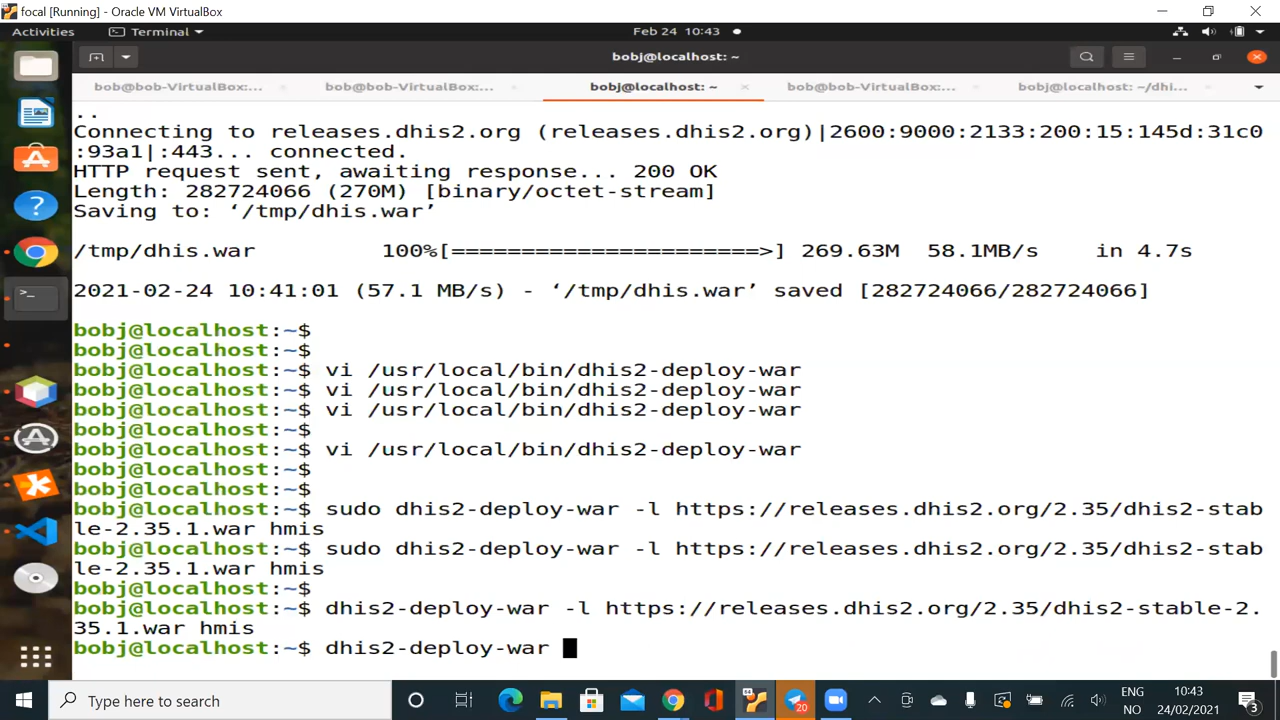 focal [Running] - Oracle VM VirtualBox
Activities Terminal Feb 24 10:43
bobj@localhost: ~
bob@bob-VirtualBox:... bob@bob-VirtualBox:... bobj@localhost: ~ bob@bob-VirtualBox:... bobj@localhost: ~/dhi...
..
Connecting to releases.dhis2.org (releases.dhis2.org)|2600:9000:2133:200:15:145d:31c0
:93a1|:443... connected.
HTTP request sent, awaiting response... 200 OK
Length: 282724066 (270M) [binary/octet-stream]
Saving to: ‘/tmp/dhis.war’
/tmp/dhis.war 100%[======================>] 269.63M 58.1MB/s in 4.7s
2021-02-24 10:41:01 (57.1 MB/s) - ‘/tmp/dhis.war’ saved [282724066/282724066]
bobj@localhost:~$
bobj@localhost:~$
bobj@localhost:~$ vi /usr/local/bin/dhis2-deploy-war
bobj@localhost:~$ vi /usr/local/bin/dhis2-deploy-war
bobj@localhost:~$ vi /usr/local/bin/dhis2-deploy-war
bobj@localhost:~$
bobj@localhost:~$ vi /usr/local/bin/dhis2-deploy-war
bobj@localhost:~$
bobj@localhost:~$
bobj@localhost:~$ sudo dhis2-deploy-war -l https://releases.dhis2.org/2.35/dhis2-stab
le-2.35.1.war hmis
bobj@localhost:~$ sudo dhis2-deploy-war -l https://releases.dhis2.org/2.35/dhis2-stab
le-2.35.1.war hmis
bobj@localhost:~$
bobj@localhost:~$ dhis2-deploy-war -l https://releases.dhis2.org/2.35/dhis2-stable-2.
35.1.war hmis
bobj@localhost:~$ dhis2-deploy-war
Type here to search
20
ENG
NO
10:43
24/02/2021
3